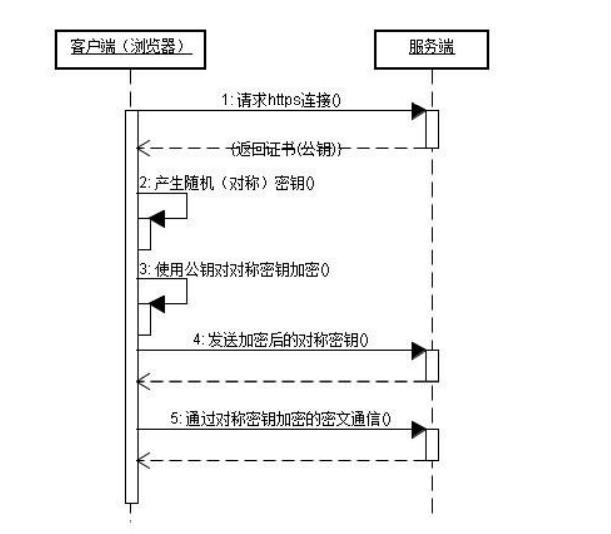 客户端（浏览器）
服务端
1: 请求https连接()
(返回证书(公钥))
2: 产生随机（对称）密钥()
3: 使用公钥对对称密钥加密()
4: 发送加密后的对称密钥()
5: 通过对称密钥加密的密文通信()